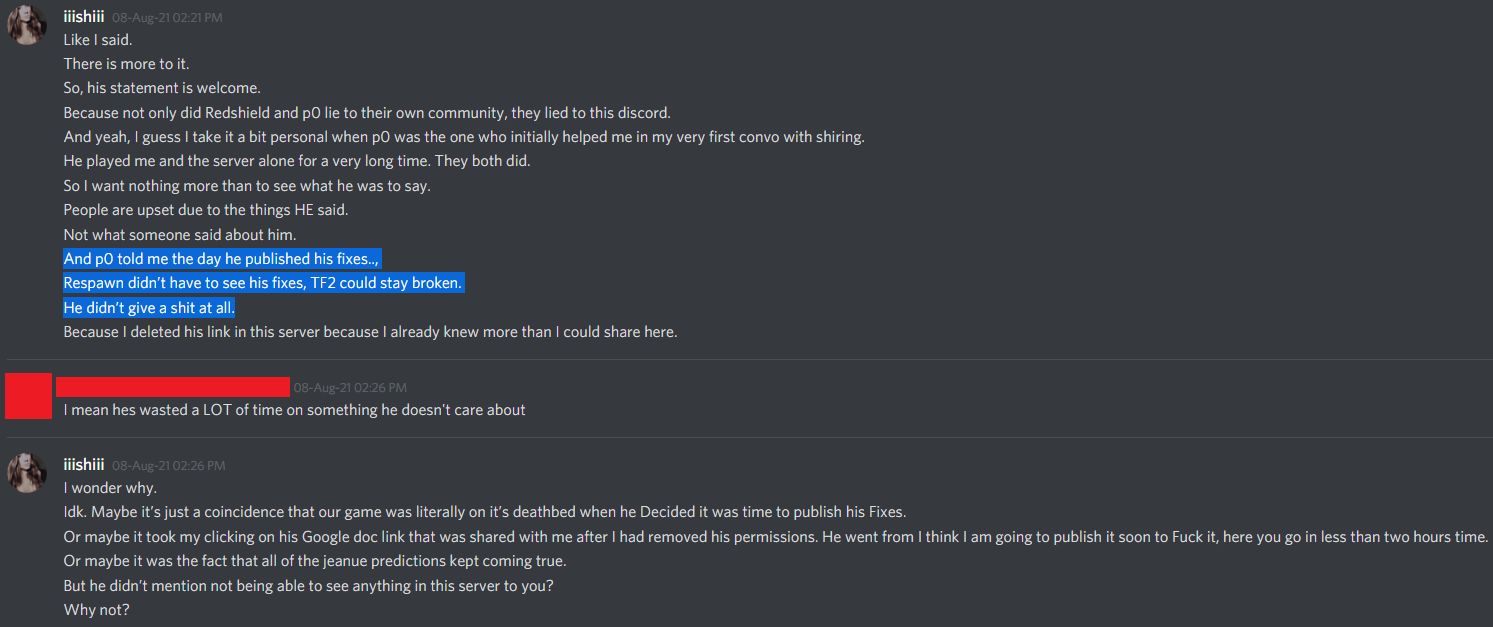 iiishiii 08-Aug-21 02:21 PM
Like I said.
There is more to it.
So, his statement is welcome.
Because not only did Redshield and p0 lie to their own community, they lied to this discord.
And yeah, I guess I take it a bit personal when p0 was the one who initially helped me in my very first convo with shiring.
He played me and the server alone for a very long time. They both did.
So I want nothing more than to see what he was to say.
People are upset due to the things HE said.
Not what someone said about him.
And p0 told me the day he published his fixes..,
Respawn didn't have to see his fixes, TF2 could stay broken.
He didn't give a shit at all.
Because I deleted his link in this server because I already knew more than I could share here.
08-Aug-21 02:26 PM
I mean hes wasted a LOT of time on something he doesn't care about
iiishiii 08-Aug-21 02:26 PM
I wonder why.
Idk. Maybe it's just a coincidence that our game was literally on it's deathbed when he Decided it was time to publish his Fixes.
Or maybe it took my clicking on his Google doc link that was shared with me after I had removed his permissions. He went from I think I am going to publish it soon to Fuck it, here you go in less than two hours time.
Or maybe it was the fact that all of the jeanue predictions kept coming true.
But he didn't mention not being able to see anything in this server to you?
Why not?